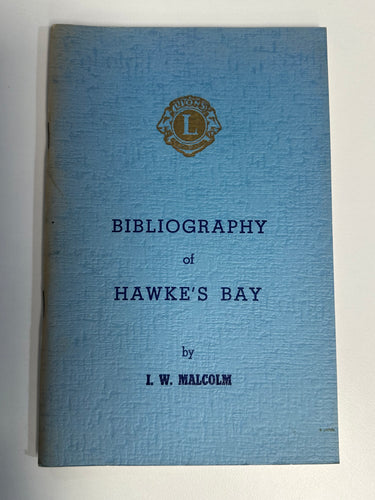 LIONS
L
BIBLIOGRAPHY
of
HAWKE'S BAY
by
I. W. MALCOLM